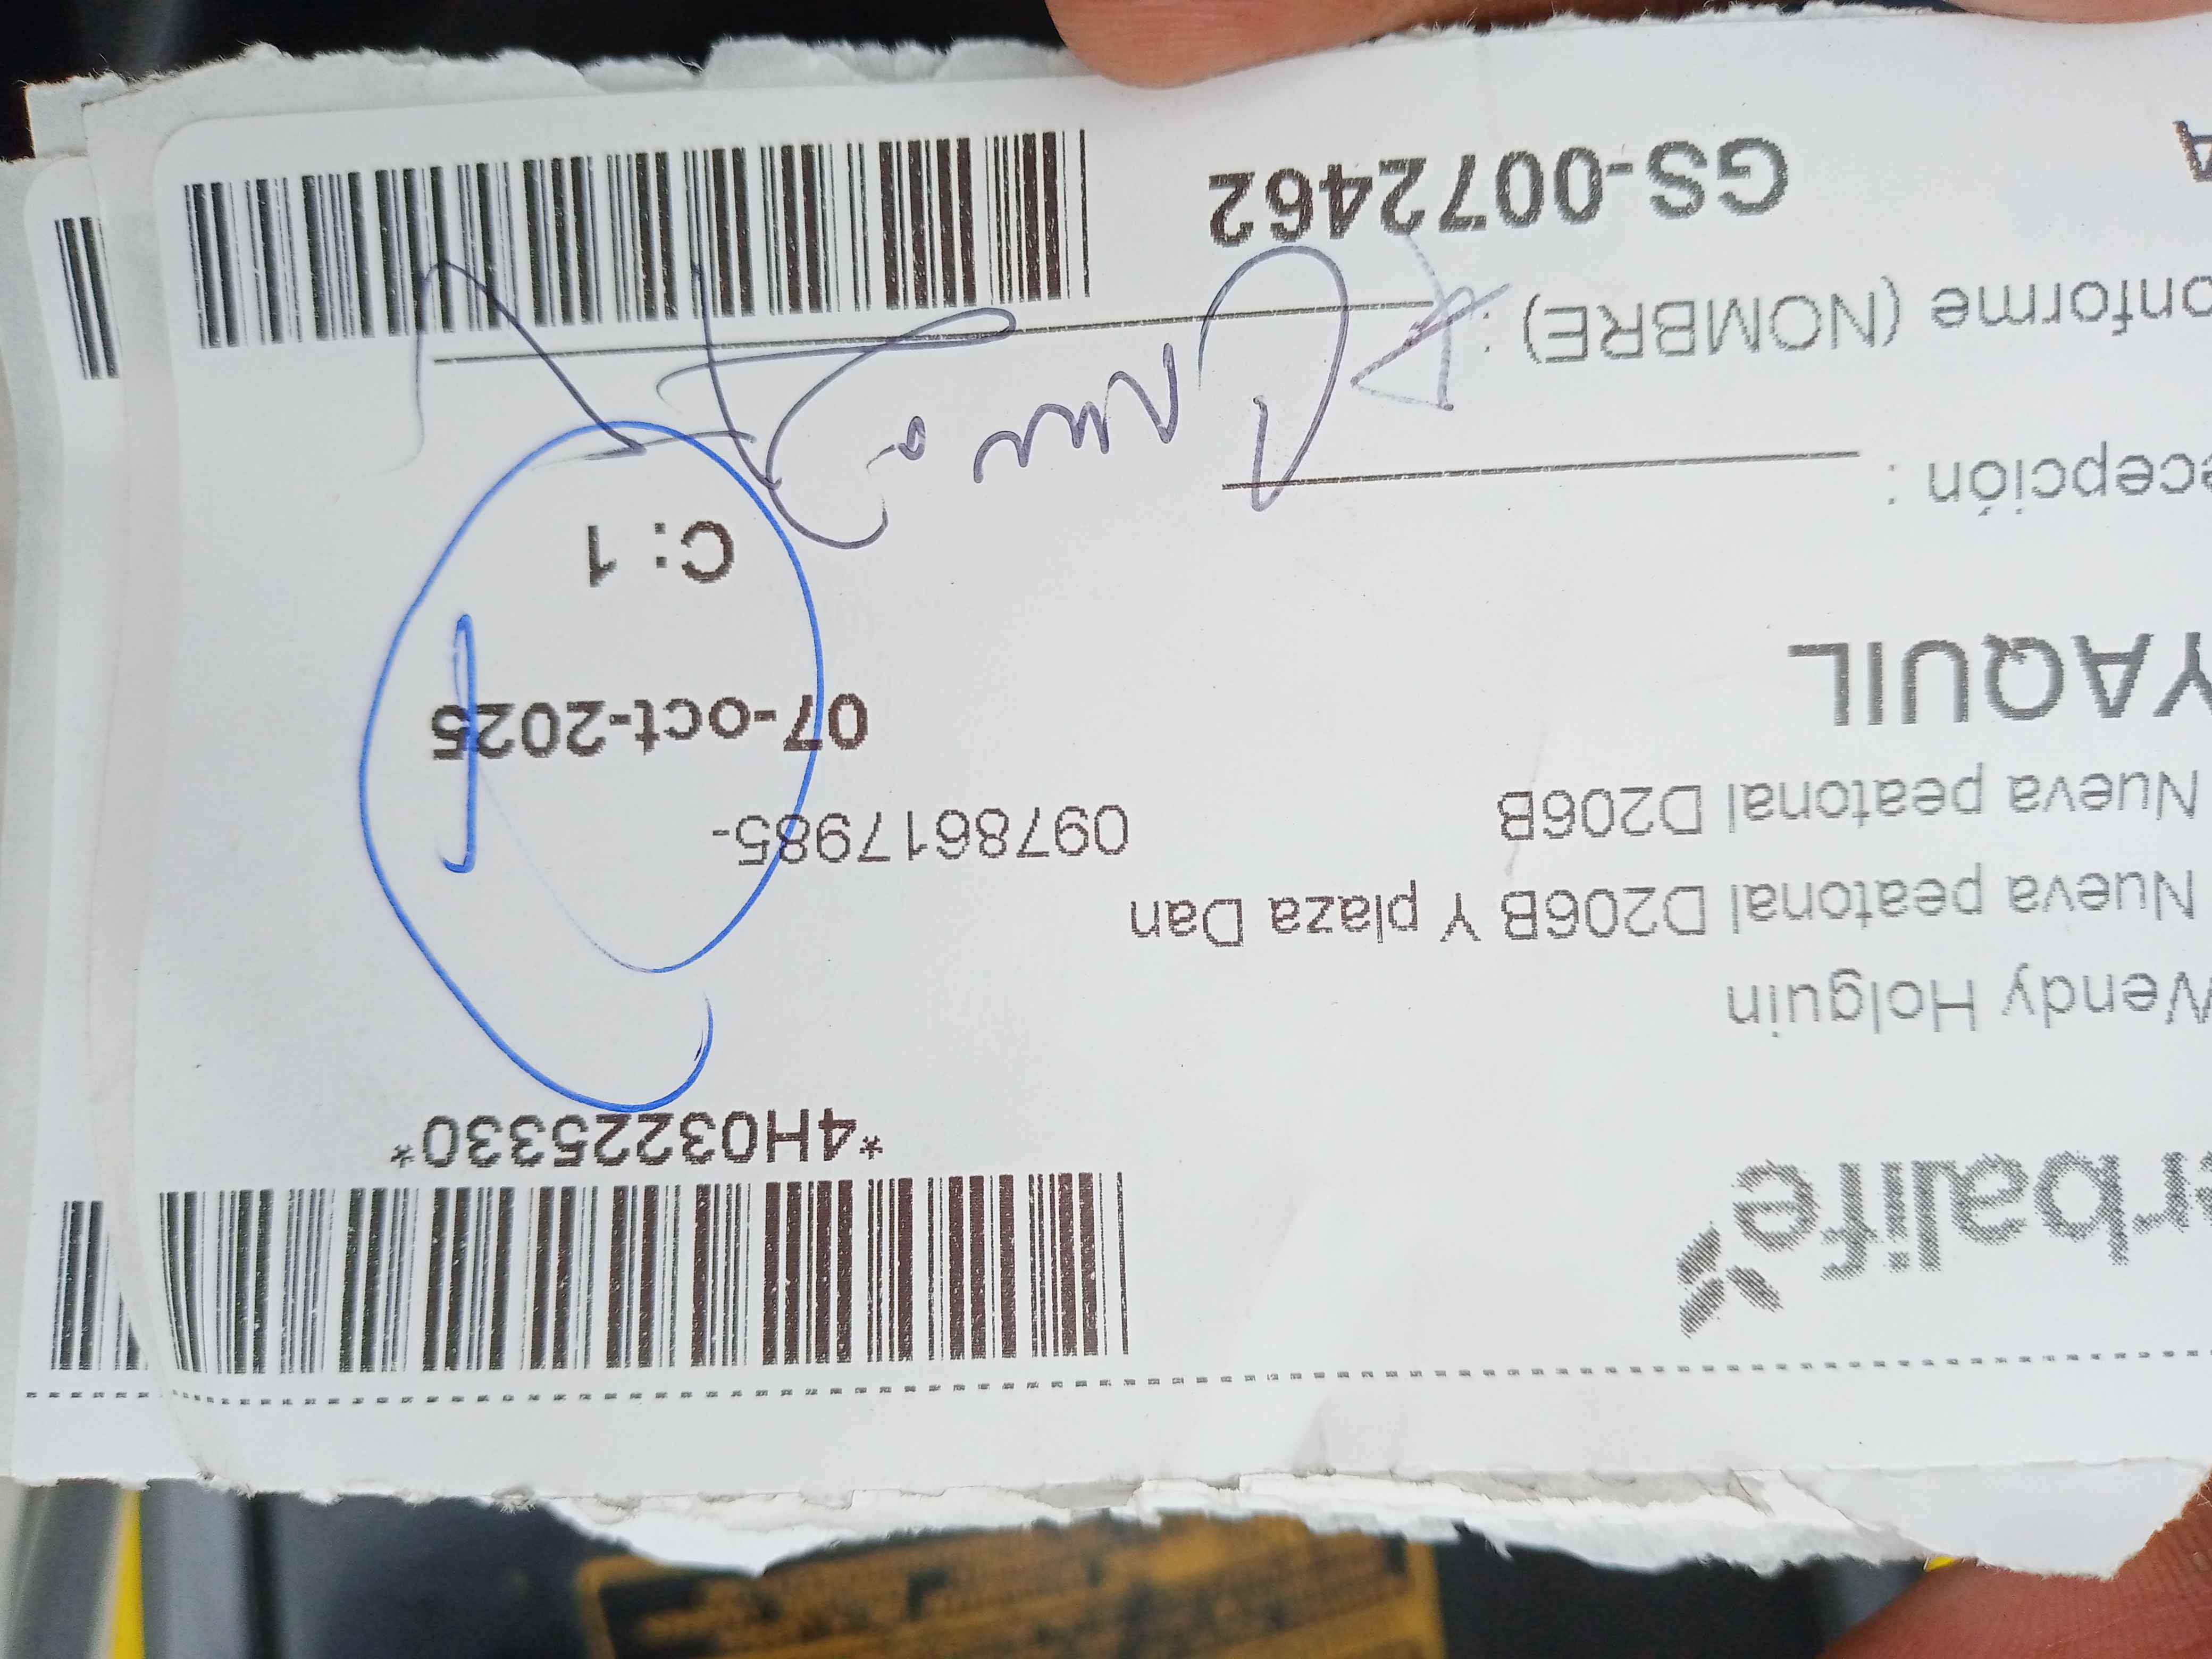 *4H03225330*
erbalife
Wendy Holguin
Nueva peatonal D206B Y plaza Dan
Nueva peatonal D206B
0978617985-
YAQUIL
07-oct-2025
C: 1
ecepción :
onforme (NOMBRE) :
GS-0072462
A